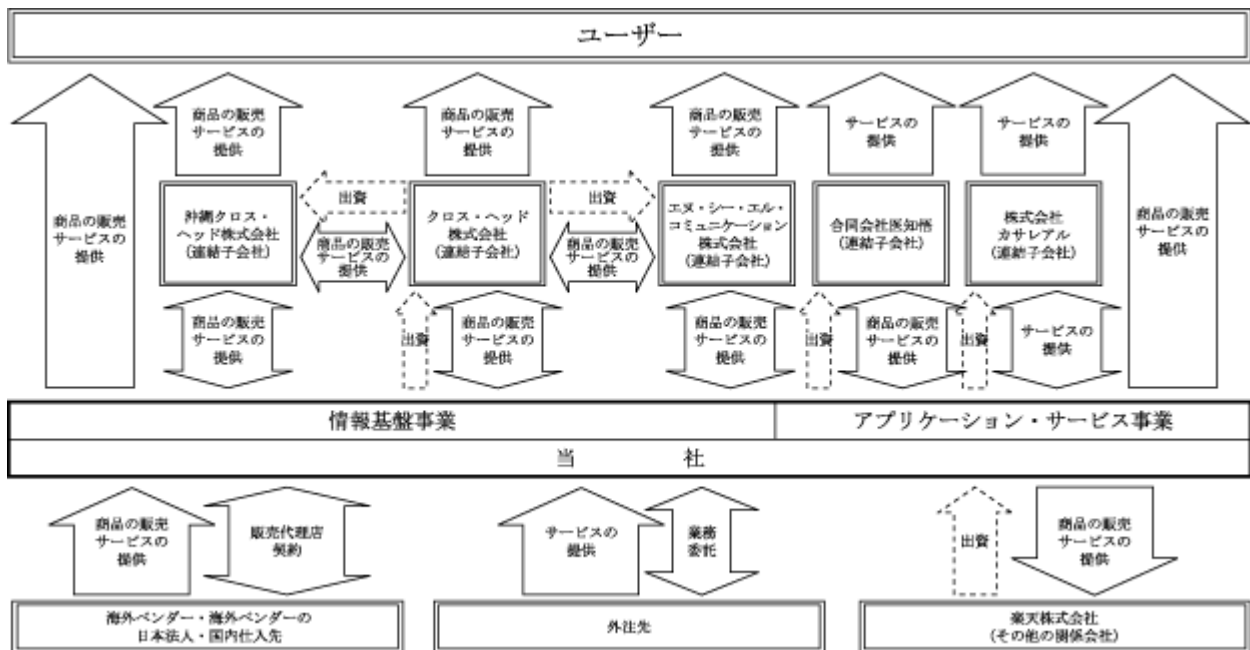 ユーザー
商品の販売
サービスの
提供
商品の販売
サービスの
提供
商品の販売
サービスの
提供
商品の販売
サービスの
提供
サービスの
提供
サービスの
提供
商品の販売
サービスの
提供
沖縄クロス・
ヘッド株式会社
(連結子会社)
出資
商品の販売
サービスの
提供
クロス・ヘッド
株式会社
(連結子会社)
出資
商品の販売
サービスの
提供
エヌ・シー・エル・
コミュニケーション
株式会社
(連結子会社)
合同会社医知悟
(連結子会社)
株式会社
カサレアル
(連結子会社)
商品の販売
サービスの
提供
出資
商品の販売
サービスの
提供
商品の販売
サービスの
提供
出資
商品の販売
サービスの
提供
出資
サービスの
提供
情報基盤事業
アプリケーション・サービス事業
当社
商品の販売
サービスの
提供
販売代理店
契約
サービスの
提供
業務
委託
出資
商品の販売
サービスの
提供
海外ベンダー・海外ベンダーの
日本法人・国内仕入先
外注先
楽天株式会社
(その他の関係会社)